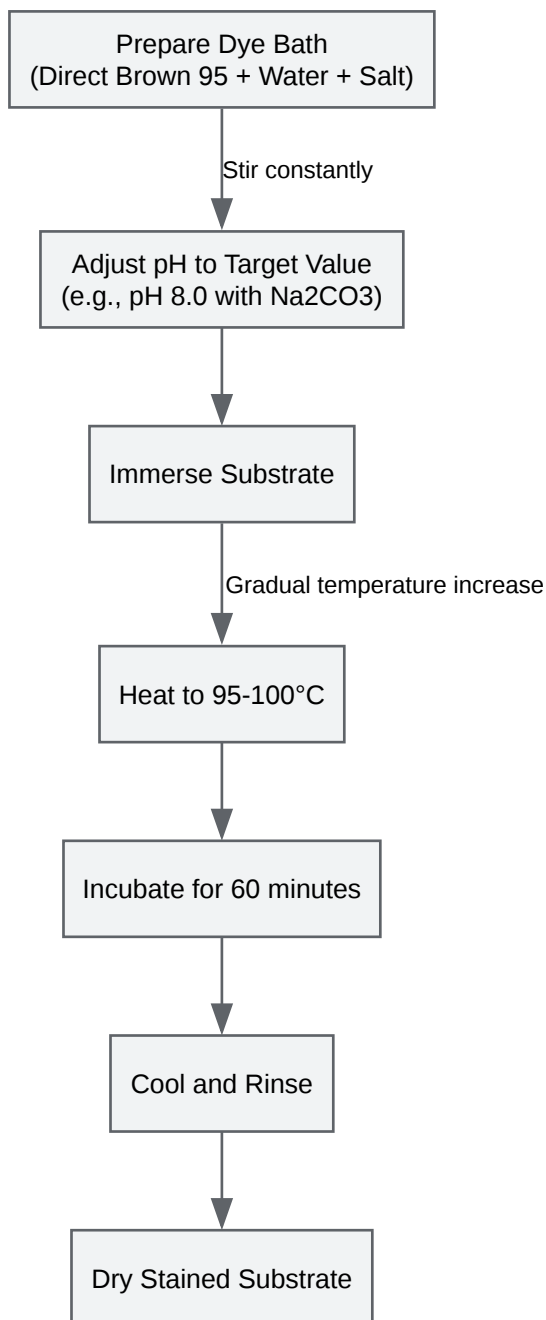 Prepare Dye Bath
(Direct Brown 95 + Water + Salt)
Stir constantly
Adjust pH to Target Value
(e.g., pH 8.0 with Na2CO3)
Immerse Substrate
Gradual temperature increase
Heat to 95-100°C
Incubate for 60 minutes
Cool and Rinse
Dry Stained Substrate